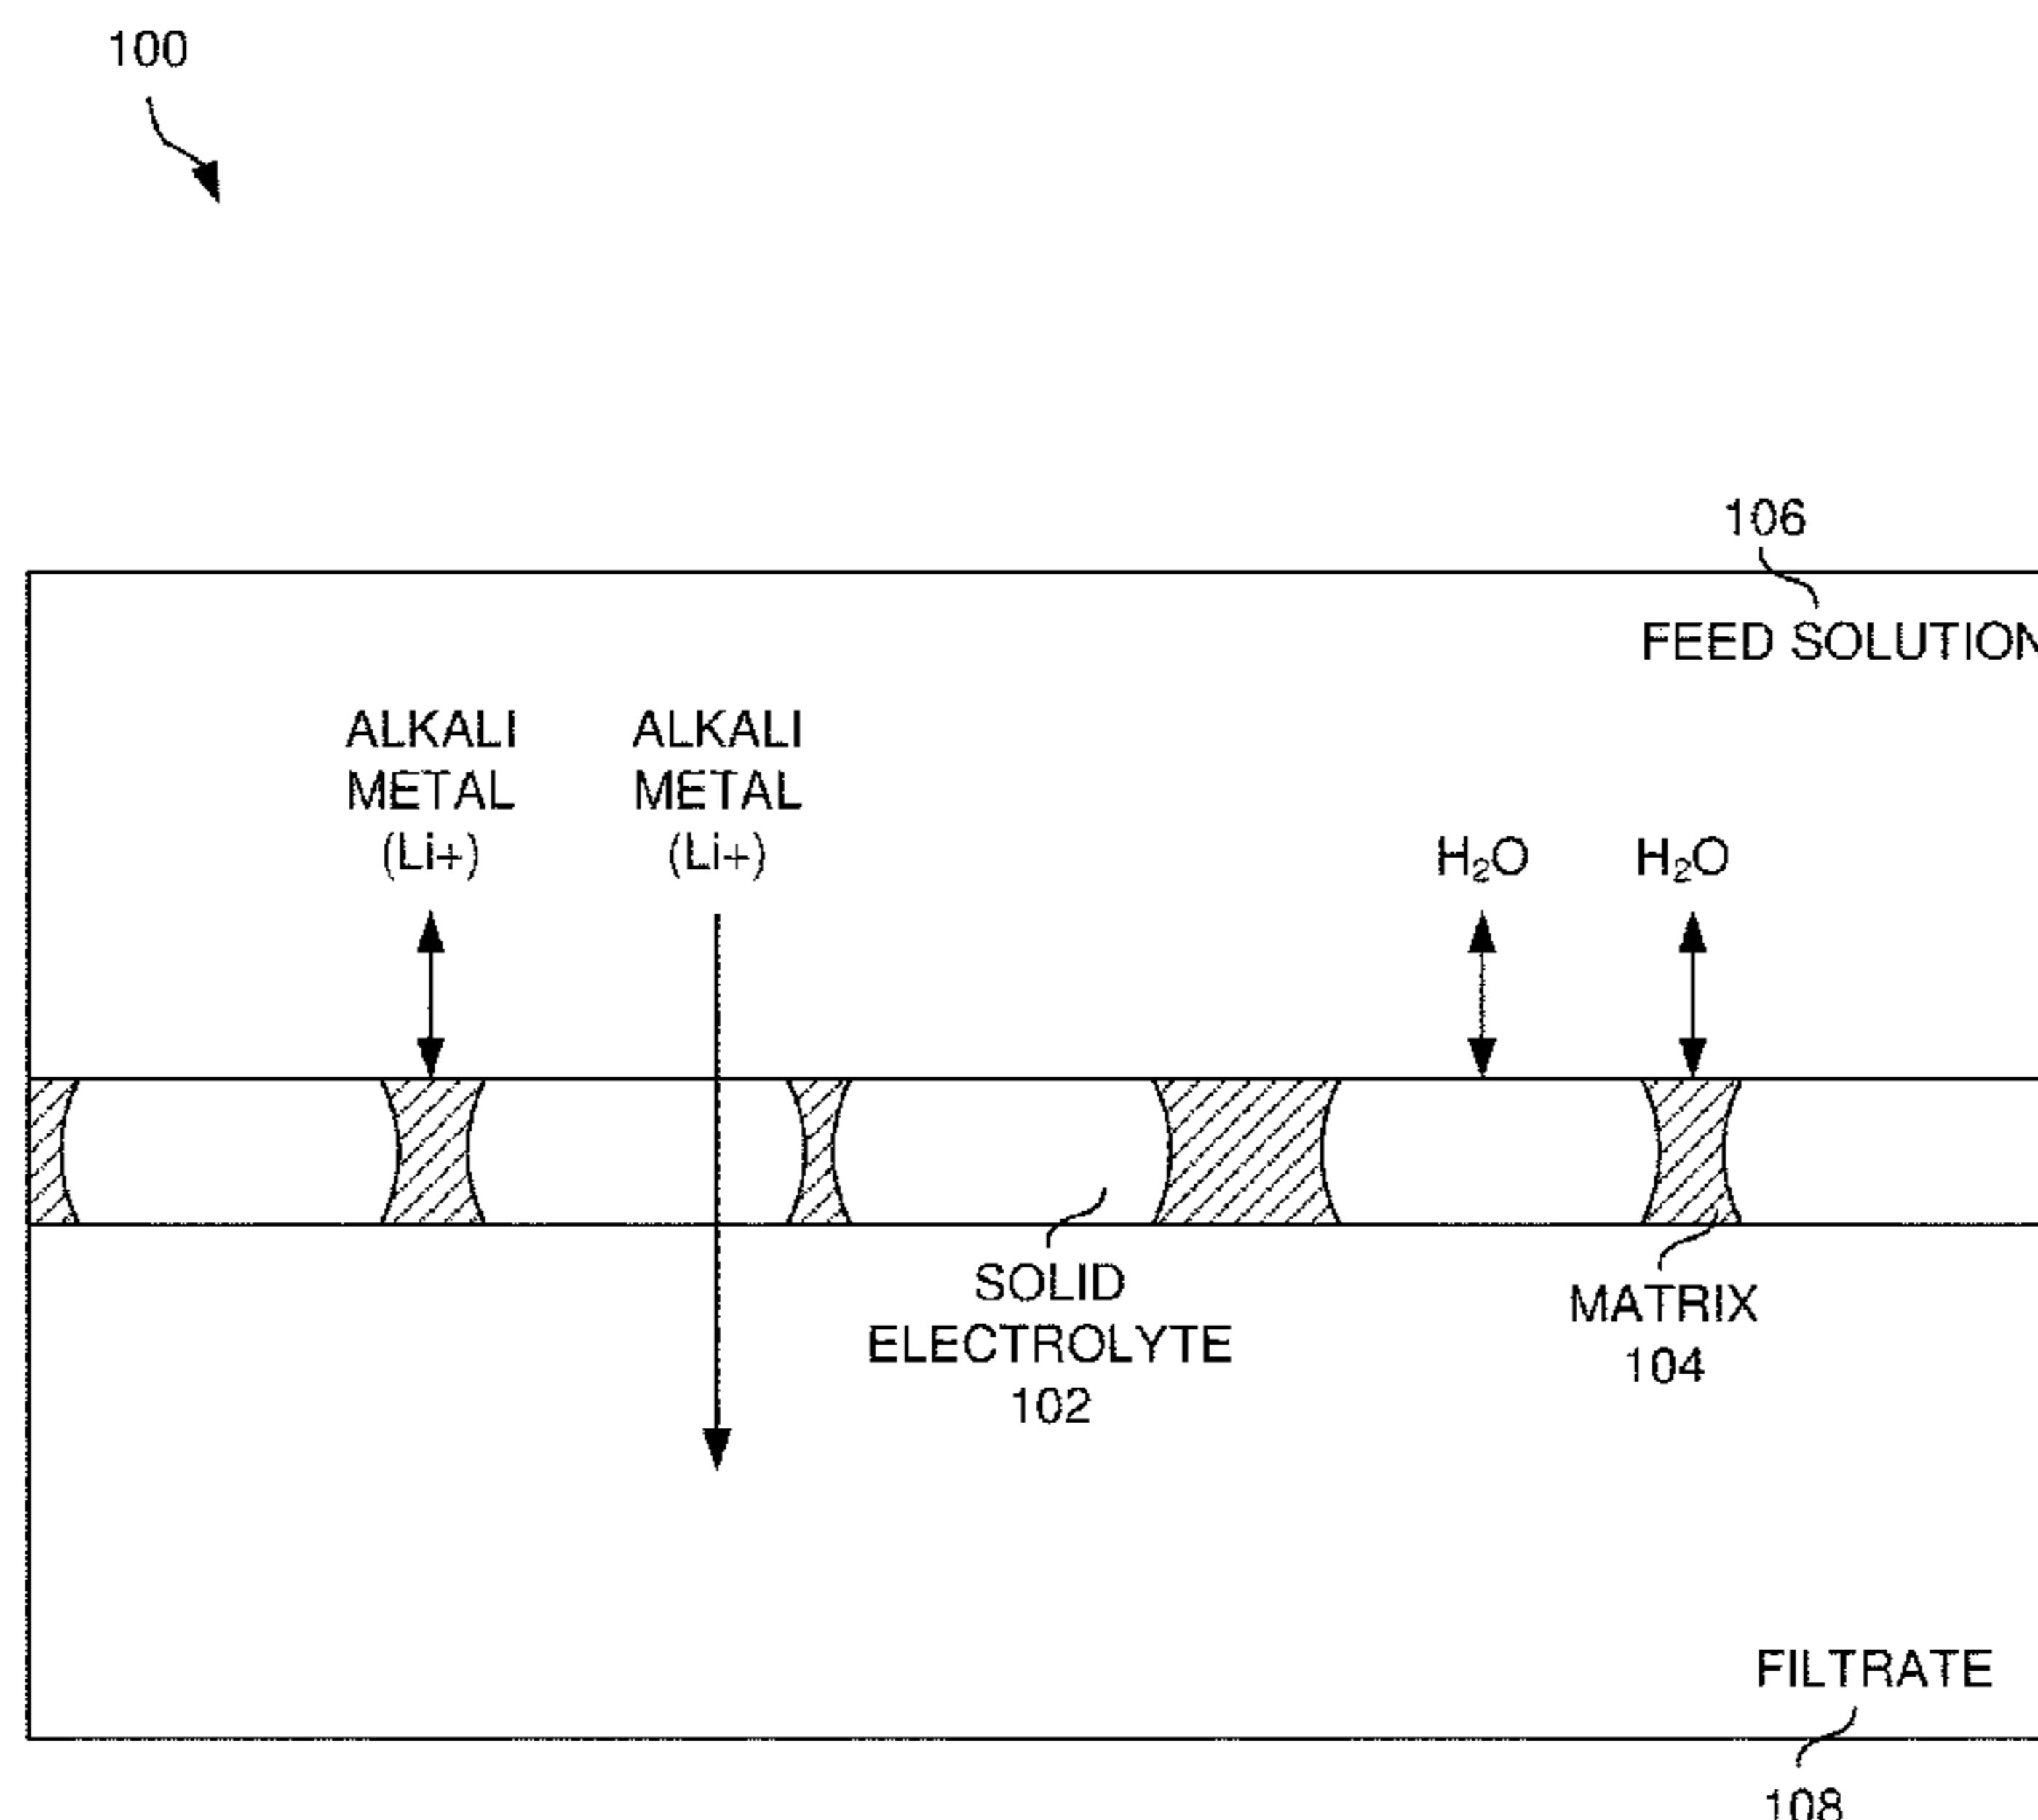 100
106
FEED SOLUTION
ALKALI METAL (Li+)
ALKALI METAL (Li+)
H₂O
H₂O
SOLID
ELECTROLYTE
102
MATRIX
104
FILTRATE
108